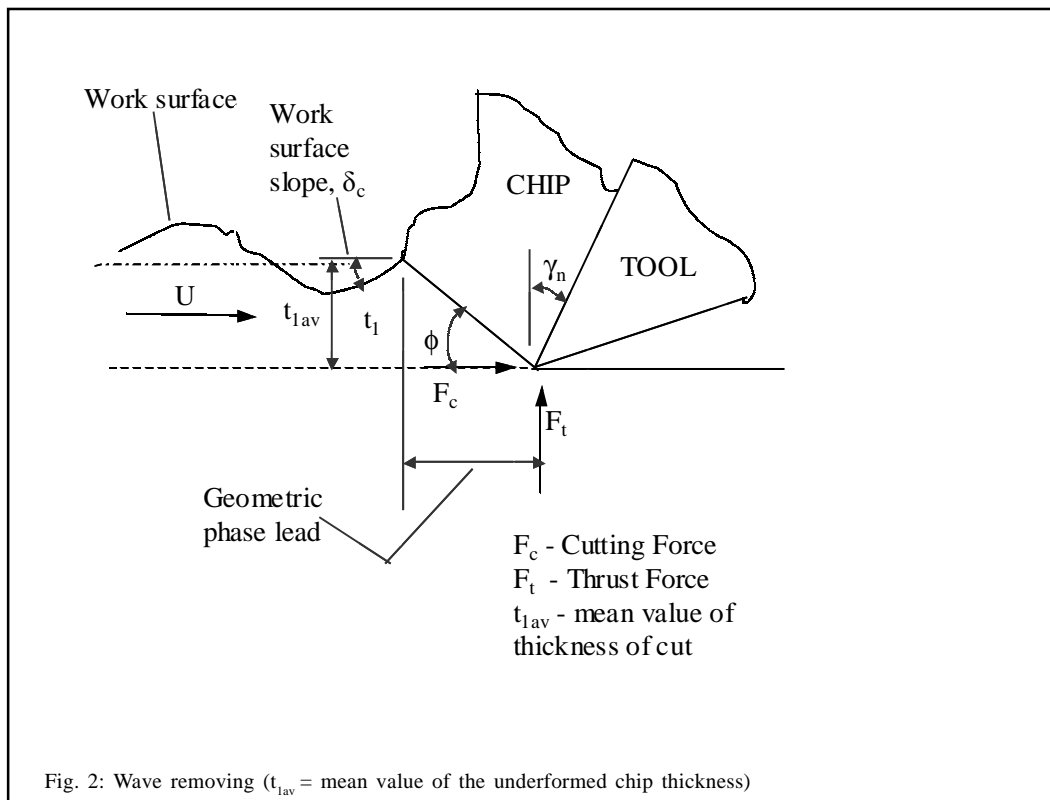 Work surface
Work
surface
slope, δc
CHIP
TOOL
γn
U
t1av
t1
ϕ
Fc
Ft
Geometric
phase lead
Fc - Cutting Force
Ft - Thrust Force
t1av - mean value of
thickness of cut
Fig. 2: Wave removing (t1av = mean value of the underformed chip thickness)